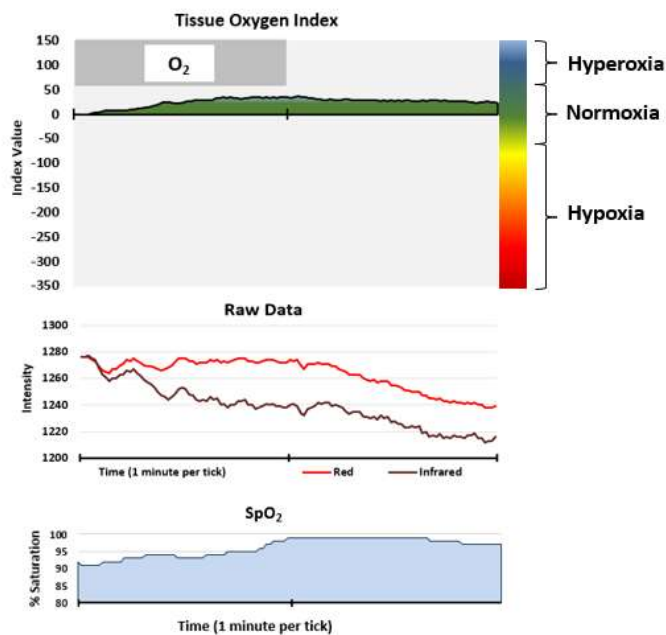 Tissue Oxygen Index
150
100
50
0
-50
-100
-150
-200
-250
-300
-350
Index Value
O2
Hyperoxia
Normoxia
Hypoxia
Raw Data
1300
1280
1260
1240
1220
1200
Intensity
Time (1 minute per tick)
Red
Infrared
SpO2
100
95
90
85
80
% Saturation
Time (1 minute per tick)